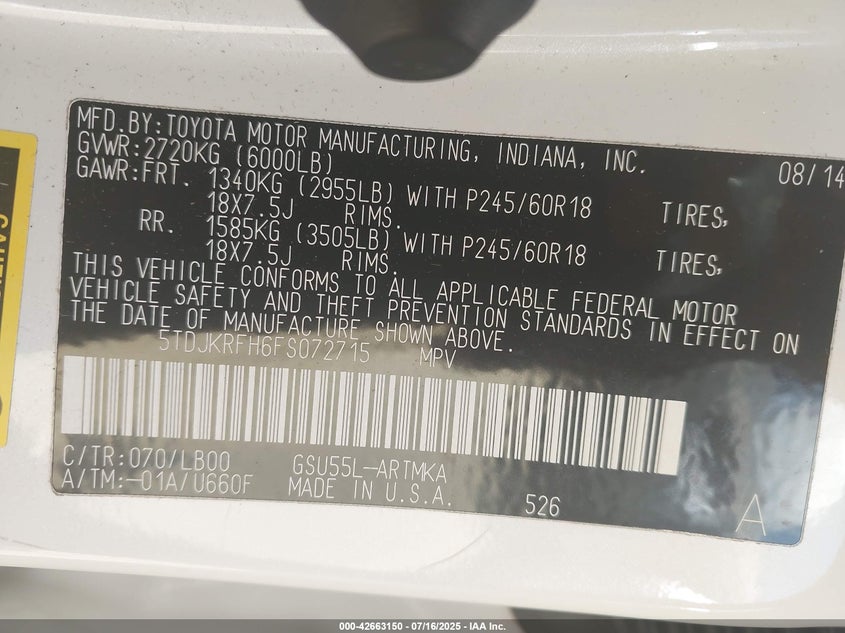 MFD.BY:TOYOTA MOTOR MANUFACTURING, INDIANA, INC. 08/14
GVWR:2720KG (6000LB)
GAWR:FRT. 1340KG (2955LB) WITH P245/60R18 TIRES,
18X7.5J RIMS.
RR. 1585KG (3505LB) WITH P245/60R18 TIRES,
18X7.5J RIMS.
THIS VEHICLE CONFORMS TO ALL APPLICABLE FEDERAL MOTOR
VEHICLE SAFETY AND THEFT PREVENTION STANDARDS IN EFFECT ON
THE DATE OF MANUFACTURE SHOWN ABOVE.
5TDJKRFH6FS072715 MPV
C/TR:070/LB00 GSU55L-ARTMKA
A/TM:-01A/U660F MADE IN U.S.A.
526
A
000-42663150 - 07/16/2025 - IAA Inc.